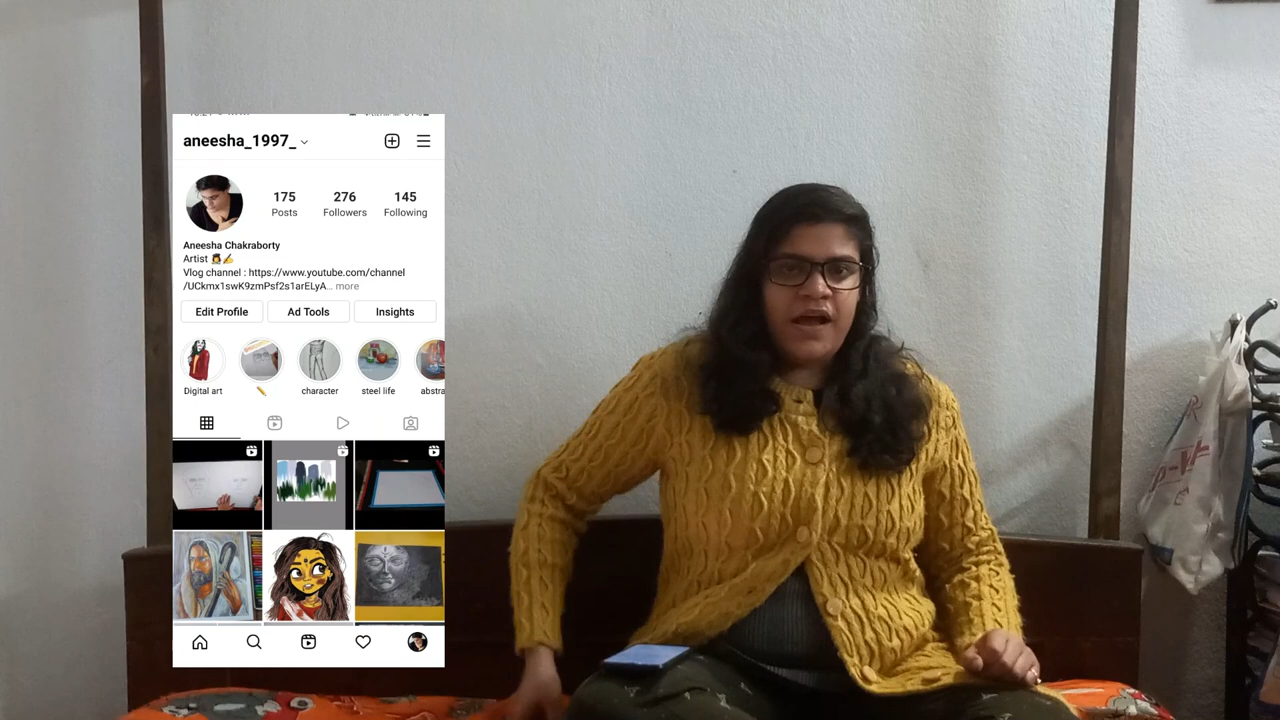 aneesha_1997_
175
276
145
Posts
Followers
Following
Aneesha Chakraborty
Artist 👩‍🎓✍️
Vlog channel : https://www.youtube.com/channel
/UCkmx1swK9zmPsf2s1arELyA... more
Edit Profile
Ad Tools
Insights
Digital art
✏️
character
steel life
abstra